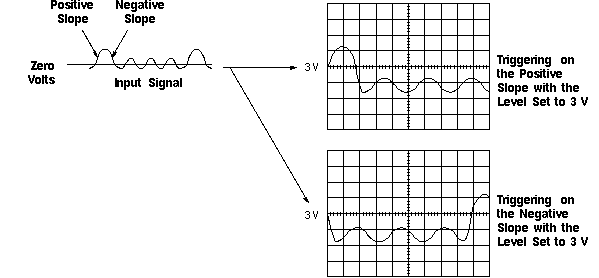 Positive
Slope
Negative
Slope
Zero
Volts
Input Signal
3 V
Triggering on
the Positive
Slope with the
Level Set to 3 V
3 V
Triggering on
the Negative
Slope with the
Level Set to 3 V